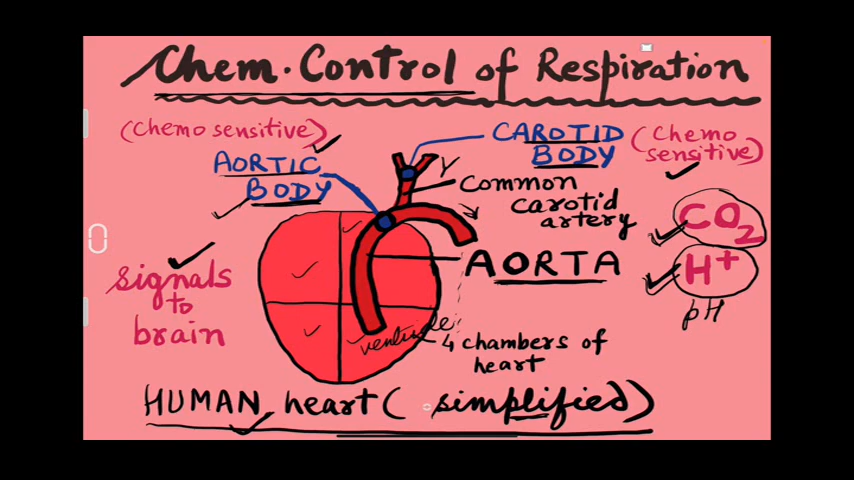 Chem. Control of Respiration
(Chemo sensitive)
AORTIC
BODY
CAROTID
BODY
(Chemo
sensitive)
Y
Common
carotid
artery
CO2
H+
pH
AORTA
signals
to
brain
ventricle
4 chambers of
heart
HUMAN heart (simplified)